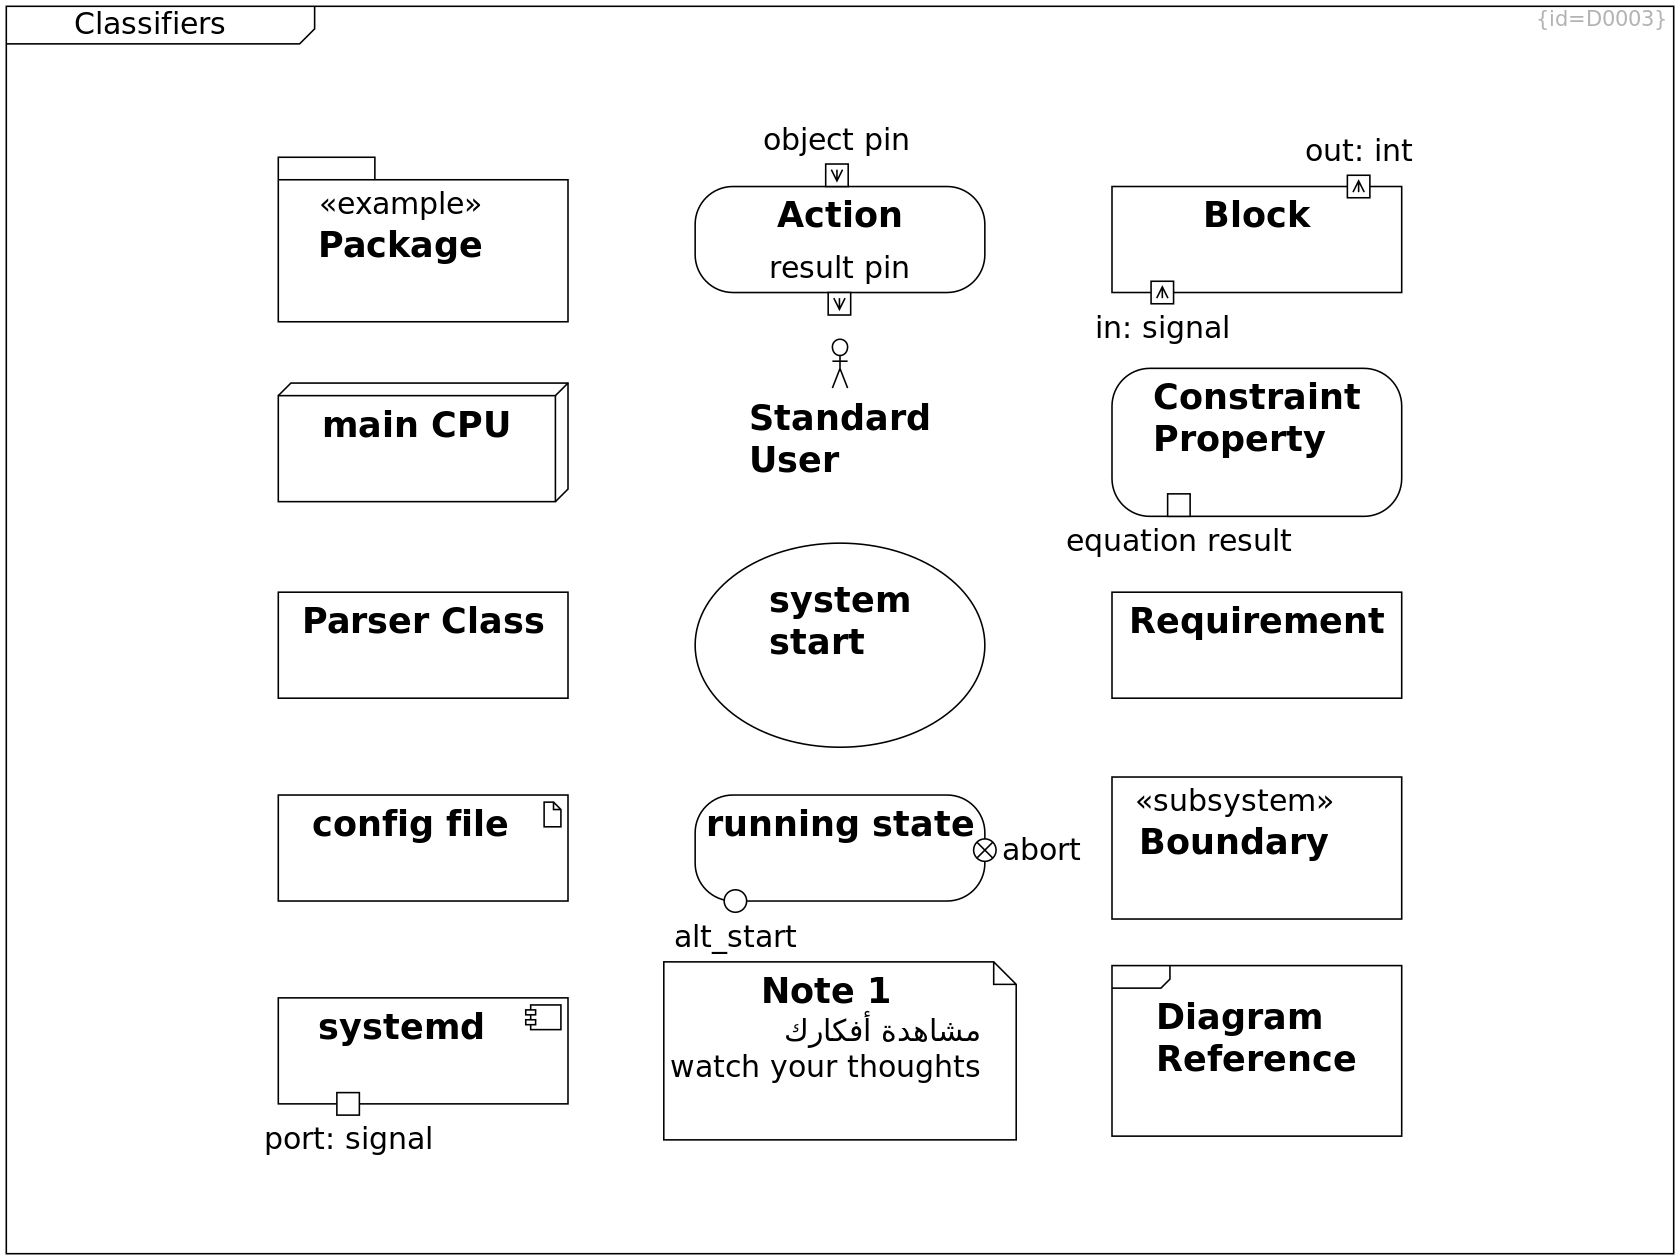 Classifiers
{id=D0003}
«example»
Package
object pin
Action
result pin
out: int
Block
in: signal
main CPU
Standard
User
Constraint
Property
equation result
Parser Class
system
start
Requirement
config file
running state
abort
alt_start
«subsystem»
Boundary
systemd
port: signal
Note 1
مشاهدة أفكارك
watch your thoughts
Diagram
Reference